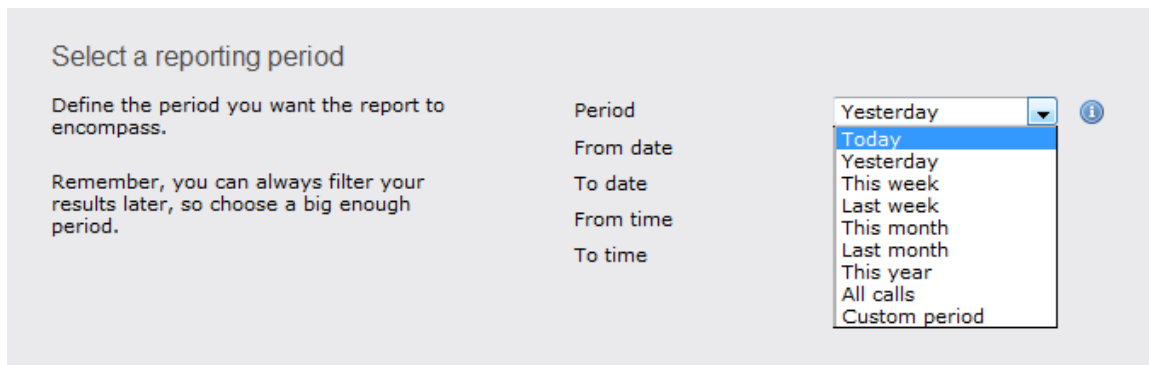 Select a reporting period
Define the period you want the report to
encompass.
Remember, you can always filter your
results later, so choose a big enough
period.
Period
From date
To date
From time
To time
Yesterday
Today
Yesterday
This week
Last week
This month
Last month
This year
All calls
Custom period